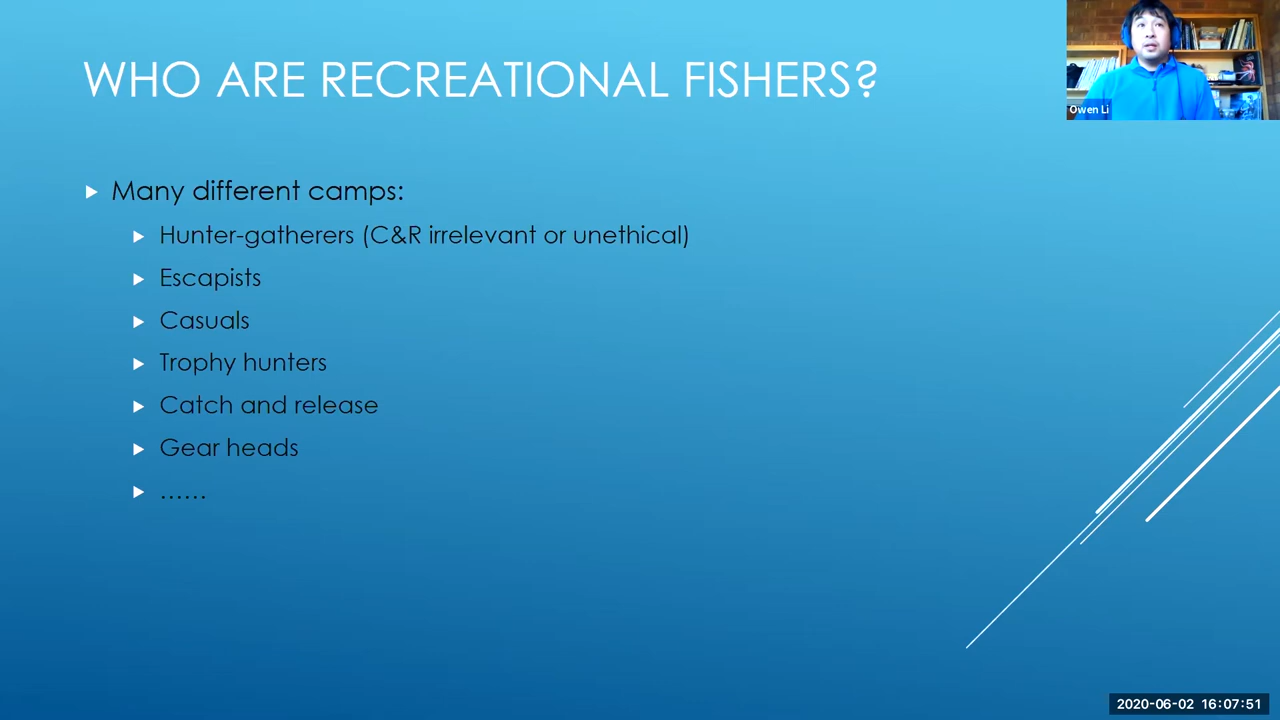 WHO ARE RECREATIONAL FISHERS?
Owen Li
Many different camps:
Hunter-gatherers (C&R irrelevant or unethical)
Escapists
Casuals
Trophy hunters
Catch and release
Gear heads
......
2020-06-02 16:07:51